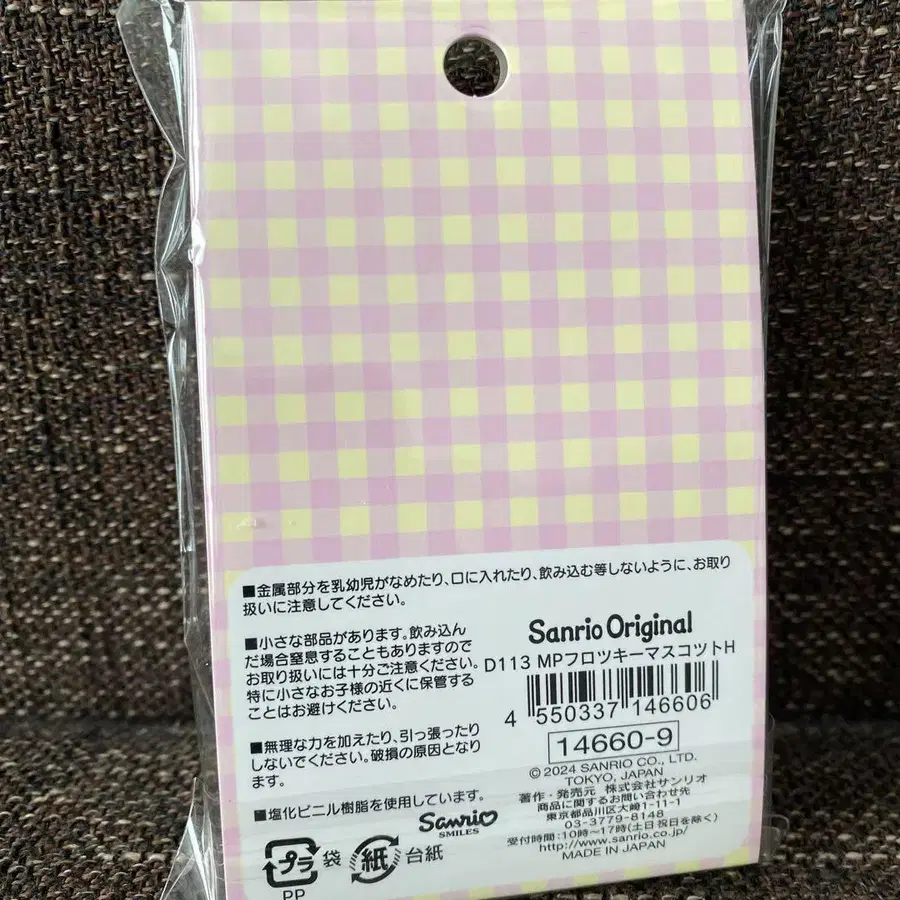 ■金属部分を乳幼児がなめたり、口に入れたり、飲み込む等しないように、お取り
扱いに注意してください。
■小さな部品があります。飲み込ん
だ場合窒息することもありますので
お取り扱いには十分ご注意ください。
特に小さなお子様の近くに保管する
ことはお避けください。
■無理な力を加えたり、引っ張ったり
しないでください。破損の原因となり
ます。
■塩化ビニル樹脂を使用しています。
Sanrio
SMILES
プラ 袋 紙 台紙
PP
Sanrio Original
D113 MPフロツキーマスコツトH
4 550337 146606
14660-9
© 2024 SANRIO CO., LTD.
TOKYO, JAPAN
著作・発売元 株式会社サンリオ
商品に関するお問い合わせ先
東京都品川区大崎1-11-1
03-3779-8148
受付時間:10時〜17時(土日祝日を除く)
http://www.sanrio.co.jp/
MADE IN JAPAN